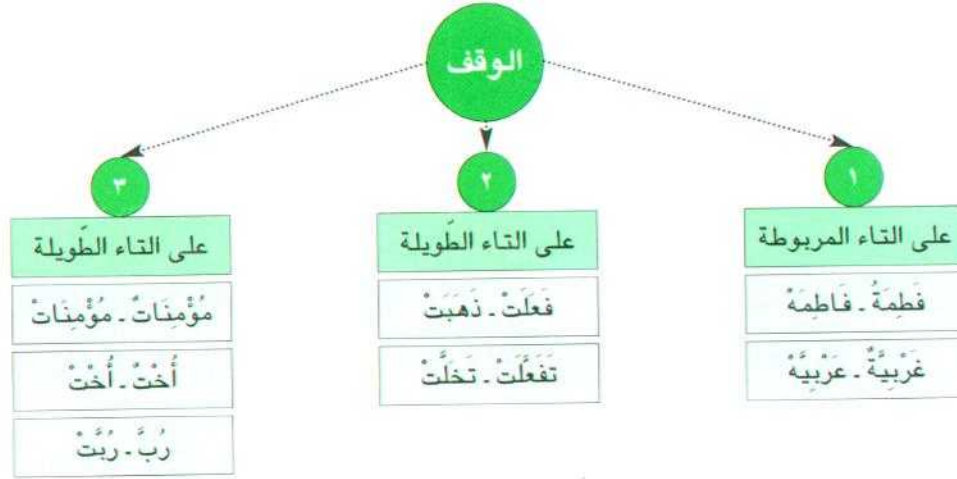 الوقف
١
على التاء المربوطة
فَطِمَةُ - فَاطِمَهْ
غَرْبِيَّةٌ - عَرْبِيَّهْ
٢
على التاء الطّويلة
فَعَلَتْ - ذَهَبَتْ
تَفَعَّلَتْ - تَخَلَّتْ
٣
على التاء الطّويلة
مُؤْمِنَاتٌ - مُؤْمِنَاتْ
أُخْتٌ - أُخْتْ
رُبَّ - رُبَّتْ